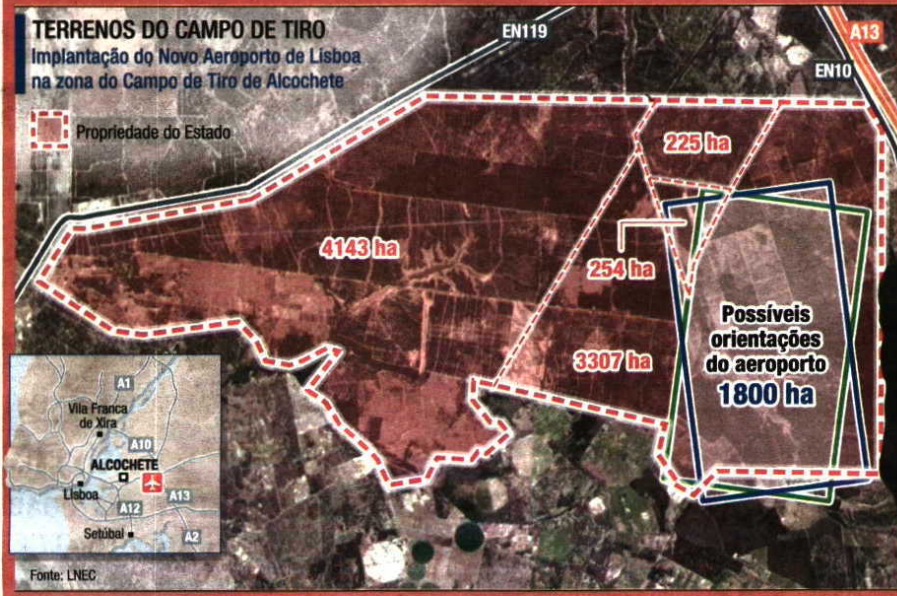 TERRENOS DO CAMPO DE TIRO
Implantação do Novo Aeroporto de Lisboa
na zona do Campo de Tiro de Alcochete
Propriedade do Estado
EN119
A13
EN10
225 ha
4143 ha
254 ha
3307 ha
Possíveis
orientações
do aeroporto
1800 ha
A1
Vila Franca
de Xira
A10
ALCOCHETE
Lisboa
A13
A12
Setúbal
A2
Fonte: LNEC